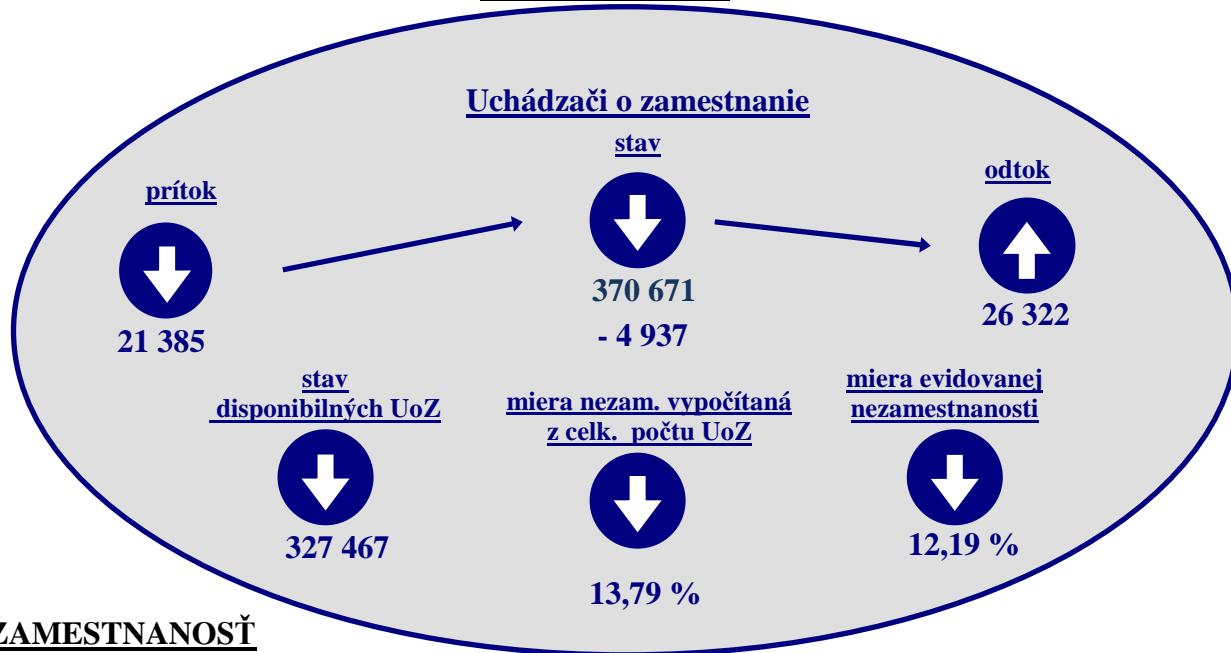 Uchádzači o zamestnanie
stav
prítok
odtok
370 671
- 4 937
21 385
26 322
stav
disponibilných UoZ
327 467
miera nezam. vypočítaná
z celk. počtu UoZ
13,79 %
miera evidovanej
nezamestnanosti
12,19 %
ZAMESTNANOSŤ